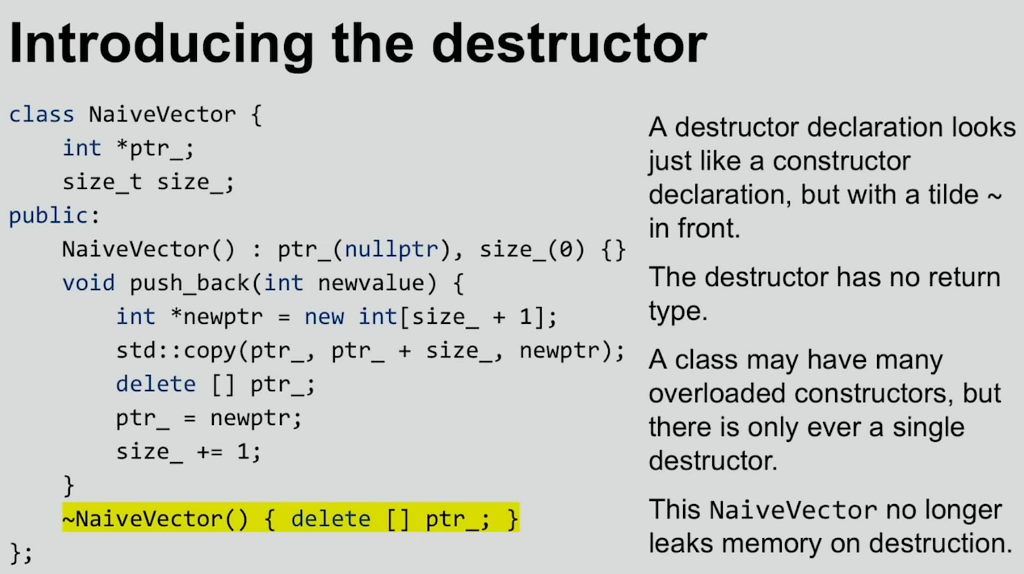 Introducing the destructor
class NaiveVector {
    int *ptr_;
    size_t size_;
public:
    NaiveVector() : ptr_(nullptr), size_(0) {}
    void push_back(int newvalue) {
        int *newptr = new int[size_ + 1];
        std::copy(ptr_, ptr_ + size_, newptr);
        delete [] ptr_;
        ptr_ = newptr;
        size_ += 1;
    }
    ~NaiveVector() { delete [] ptr_; }
};
A destructor declaration looks
just like a constructor
declaration, but with a tilde ~
in front.
The destructor has no return
type.
A class may have many
overloaded constructors, but
there is only ever a single
destructor.
This NaiveVector no longer
leaks memory on destruction.